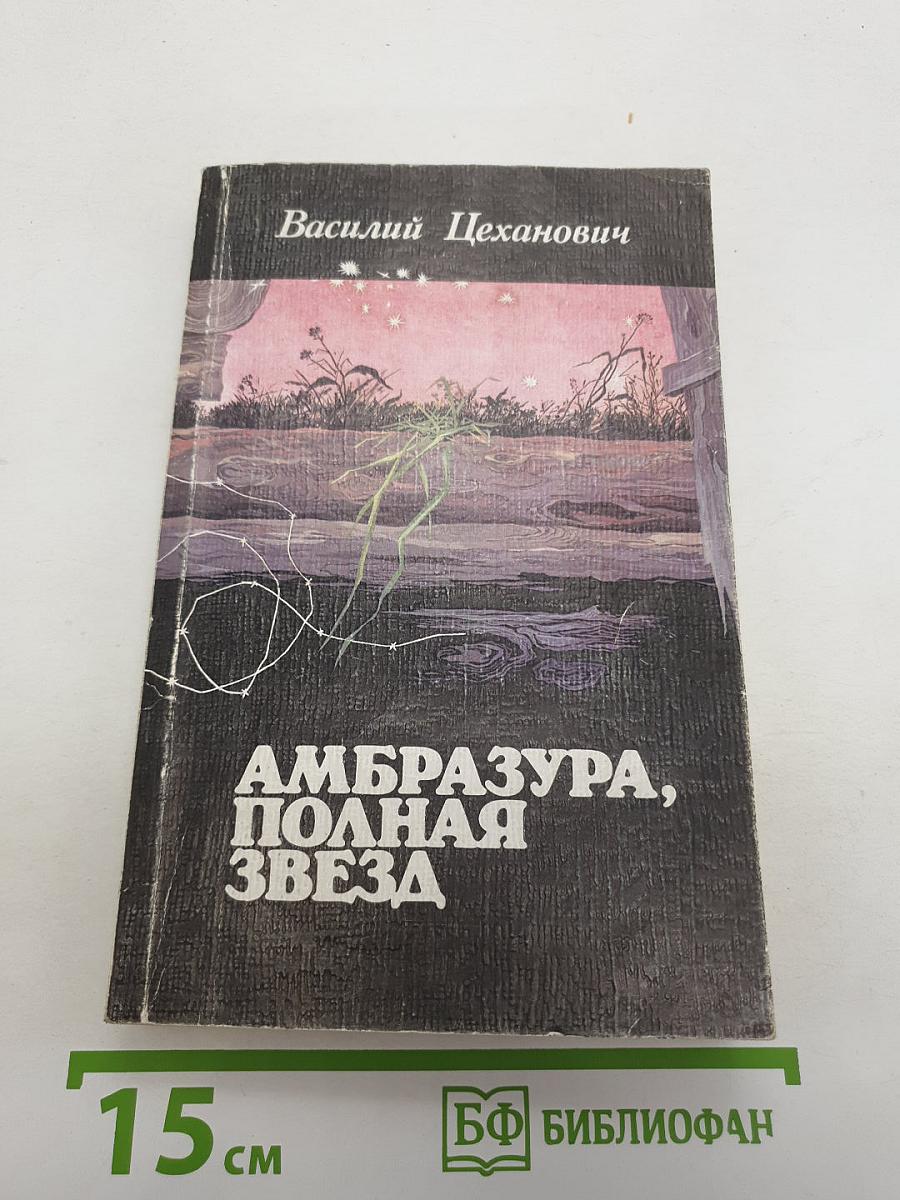 Василий Цеханович
АМБРАЗУРА,
ПОЛНАЯ
ЗВЕЗД
15 см
БФ БИБЛИОФАН